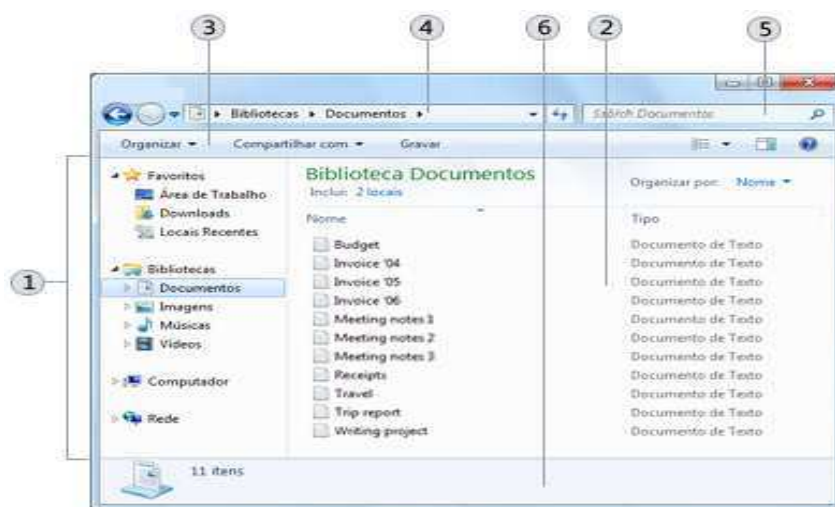 3 4 6 2 5
Bibliotecas Documentos Search Documentos
Organizar Compartilhar com Gravar
Favoritos
Área de Trabalho
Downloads
Locais Recentes
Bibliotecas
Documentos
Imagens
Músicas
Vídeos
Computador
Rede
1
Biblioteca Documentos
Inclui: 2 locais
Organizar por: Nome
Nome Tipo
Budget Documento de Texto
Invoice '04 Documento de Texto
Invoice '05 Documento de Texto
Invoice '06 Documento de Texto
Meeting notes 1 Documento de Texto
Meeting notes 2 Documento de Texto
Meeting notes 3 Documento de Texto
Receipts Documento de Texto
Travel Documento de Texto
Trip report Documento de Texto
Writing project Documento de Texto
11 itens